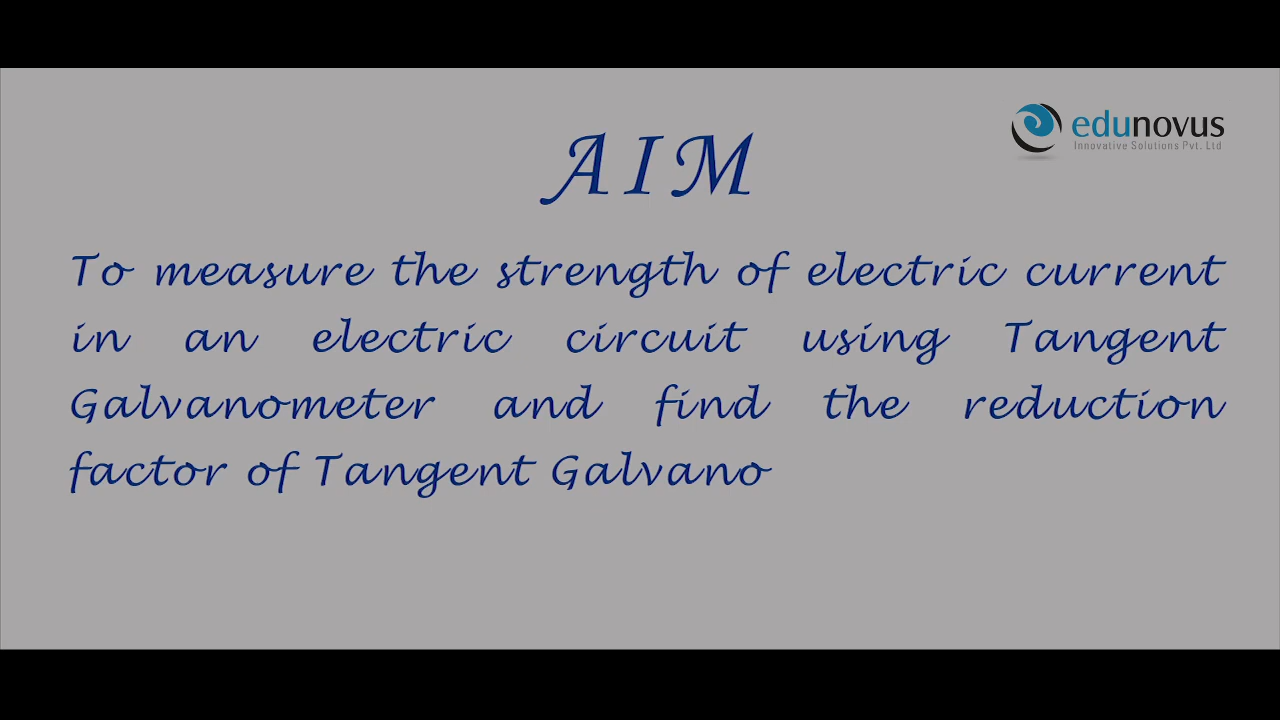 edunovus
Innovative Solutions Pvt. Ltd
AIM
To measure the strength of electric current
in an electric circuit using Tangent
Galvanometer and find the reduction
factor of Tangent Galvano